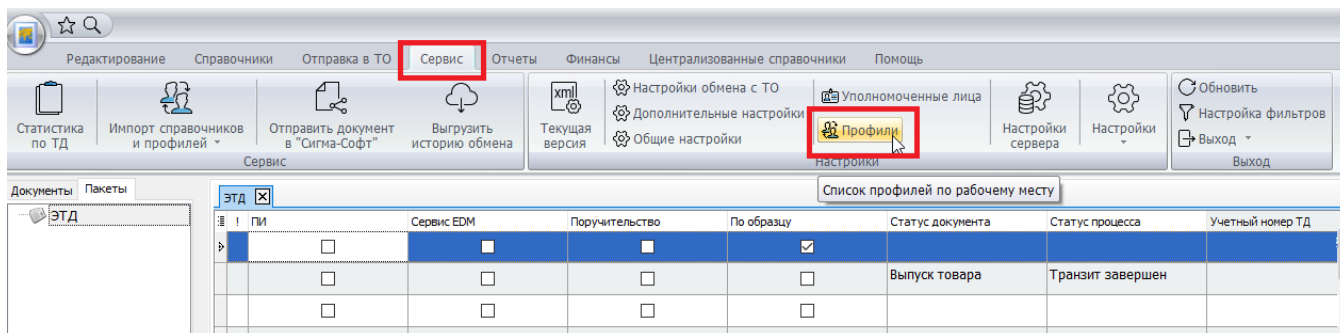 Редактирование Справочники Отправка в ТО Сервис Отчеты Финансы Централизованные справочники Помощь
Статистика
по ТД
Импорт справочников
и профилей
Отправить документ
в "Сигма-Софт"
Выгрузить
историю обмена
Сервис
xml
Текущая
версия
Настройки обмена с ТО
Дополнительные настройки
Общие настройки
Уполномоченные лица
Профили
Настройки
сервера
Настройки
Настройки
Обновить
Настройка фильтров
Выход
Выход
Список профилей по рабочему месту
Документы Пакеты
ЭТД
ЭТД
! ПИ Сервис EDM Поручительство По образцу Статус документа Статус процесса Учетный номер ТД
Выпуск товара Транзит завершен